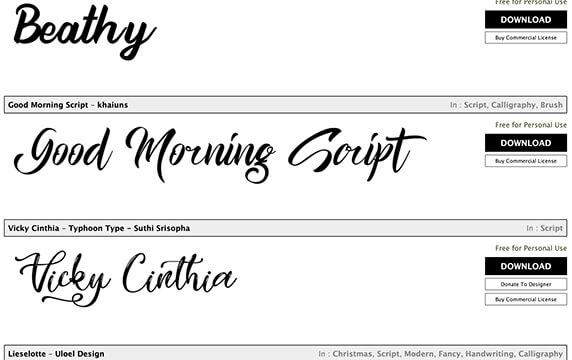 Free for Personal Use
Beathy
DOWNLOAD
Buy Commercial License
Good Morning Script – khaiuns In : Script, Calligraphy, Brush
Free for Personal Use
Good Morning Script
DOWNLOAD
Buy Commercial License
Vicky Cinthia – Typhoon Type - Suthi Srisopha In : Script
Free for Personal Use
Vicky Cinthia
DOWNLOAD
Donate To Designer
Buy Commercial License
Lieselotte – Uloel Design In : Christmas, Script, Modern, Fancy, Handwriting, Calligraphy